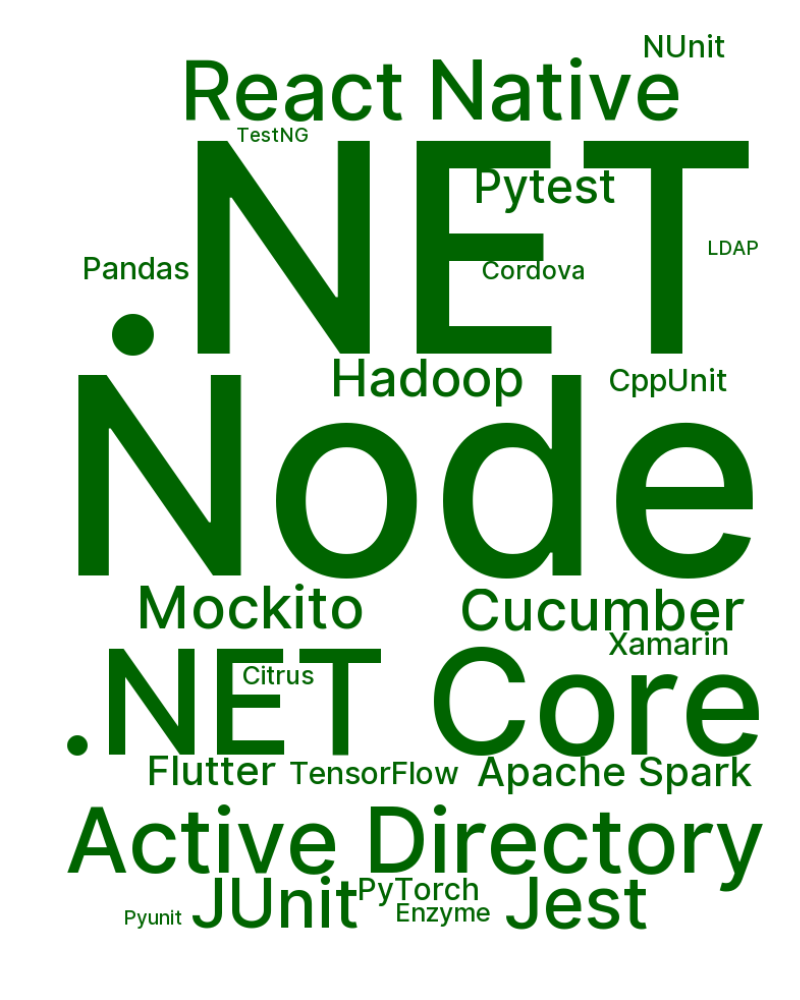 NUnit
React Native
TestNG
.NET
Pytest
LDAP
Pandas
Cordova
Hadoop
CppUnit
Node
Mockito
Cucumber
Xamarin
.NET Core
Citrus
Flutter
TensorFlow
Apache Spark
Active Directory
JUnit
PyTorch
Jest
Enzyme
Pyunit